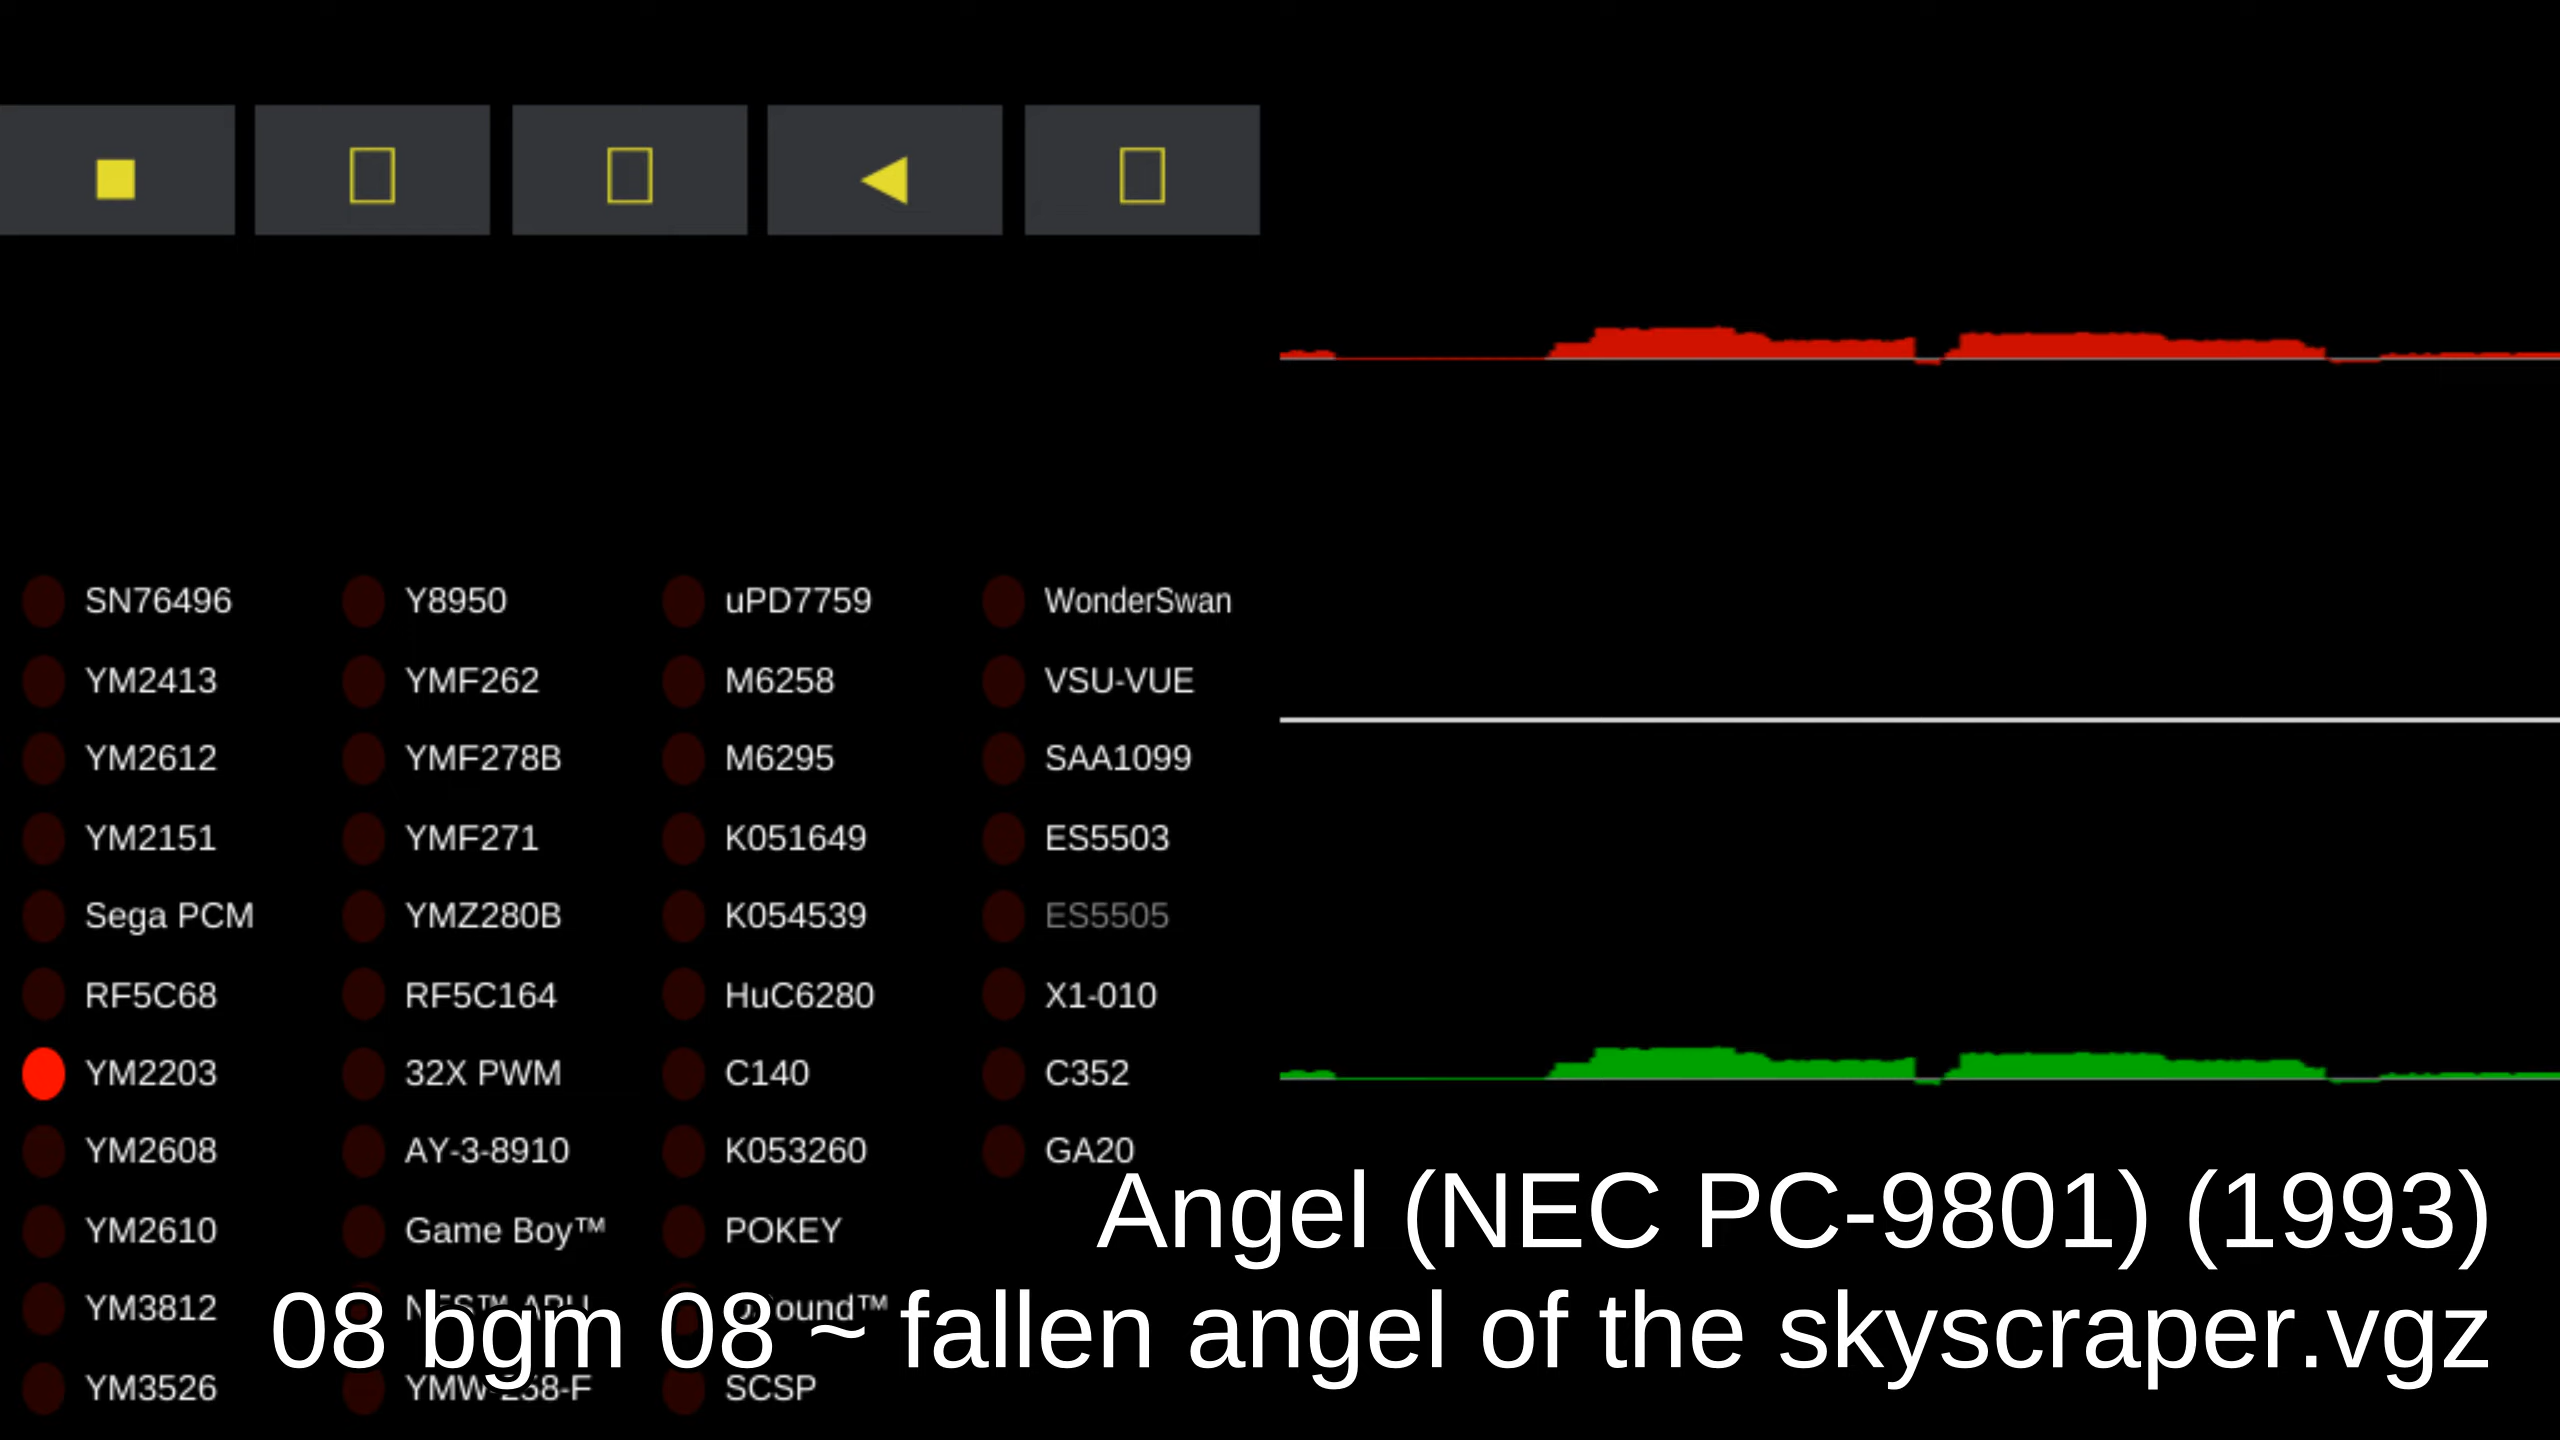 SN76496 Y8950 uPD7759 WonderSwan
YM2413 YMF262 M6258 VSU-VUE
YM2612 YMF278B M6295 SAA1099
YM2151 YMF271 K051649 ES5503
Sega PCM YMZ280B K054539 ES5505
RF5C68 RF5C164 HuC6280 X1-010
YM2203 32X PWM C140 C352
YM2608 AY-3-8910 K053260 GA20
YM2610 Game Boy™ POKEY
YM3812
YM3526 SCSP
Angel (NEC PC-9801) (1993)
08 bgm 08 ~ fallen angel of the skyscraper.vgz